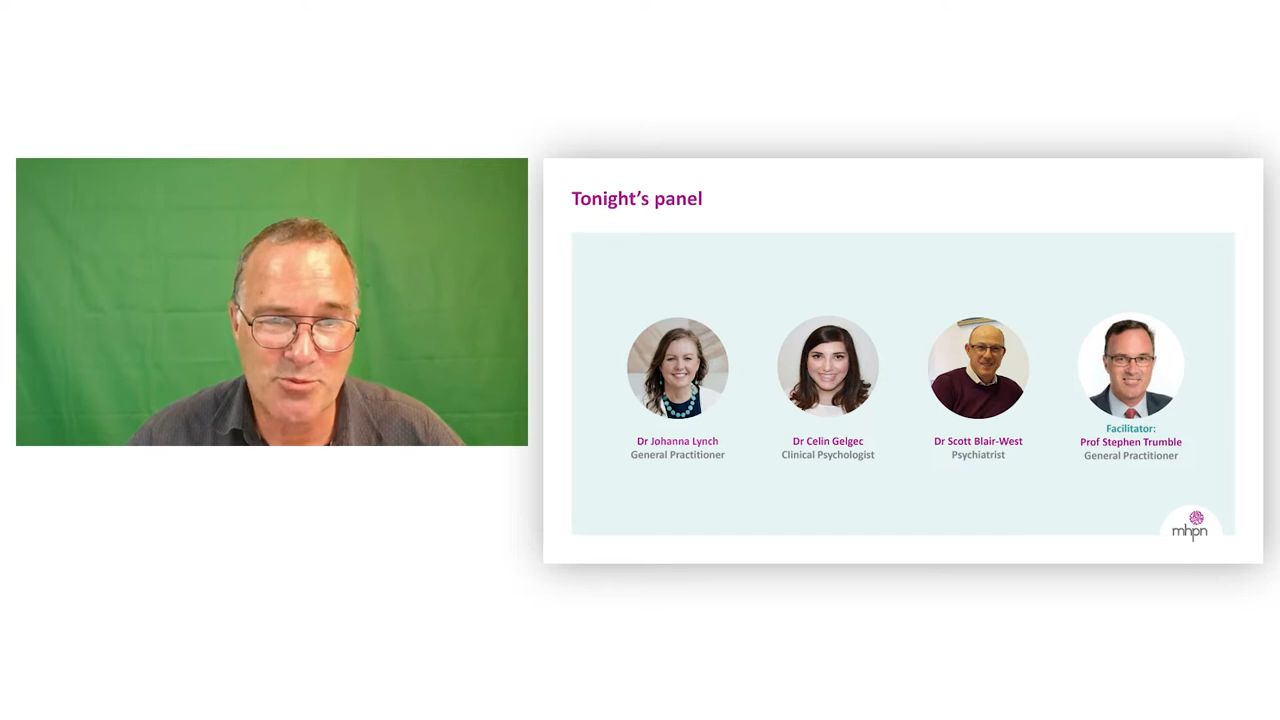 Tonight's panel
Dr Johanna Lynch
General Practitioner
Dr Celin Gelgec
Clinical Psychologist
Dr Scott Blair-West
Psychiatrist
Facilitator:
Prof Stephen Trumble
General Practitioner
mhpn